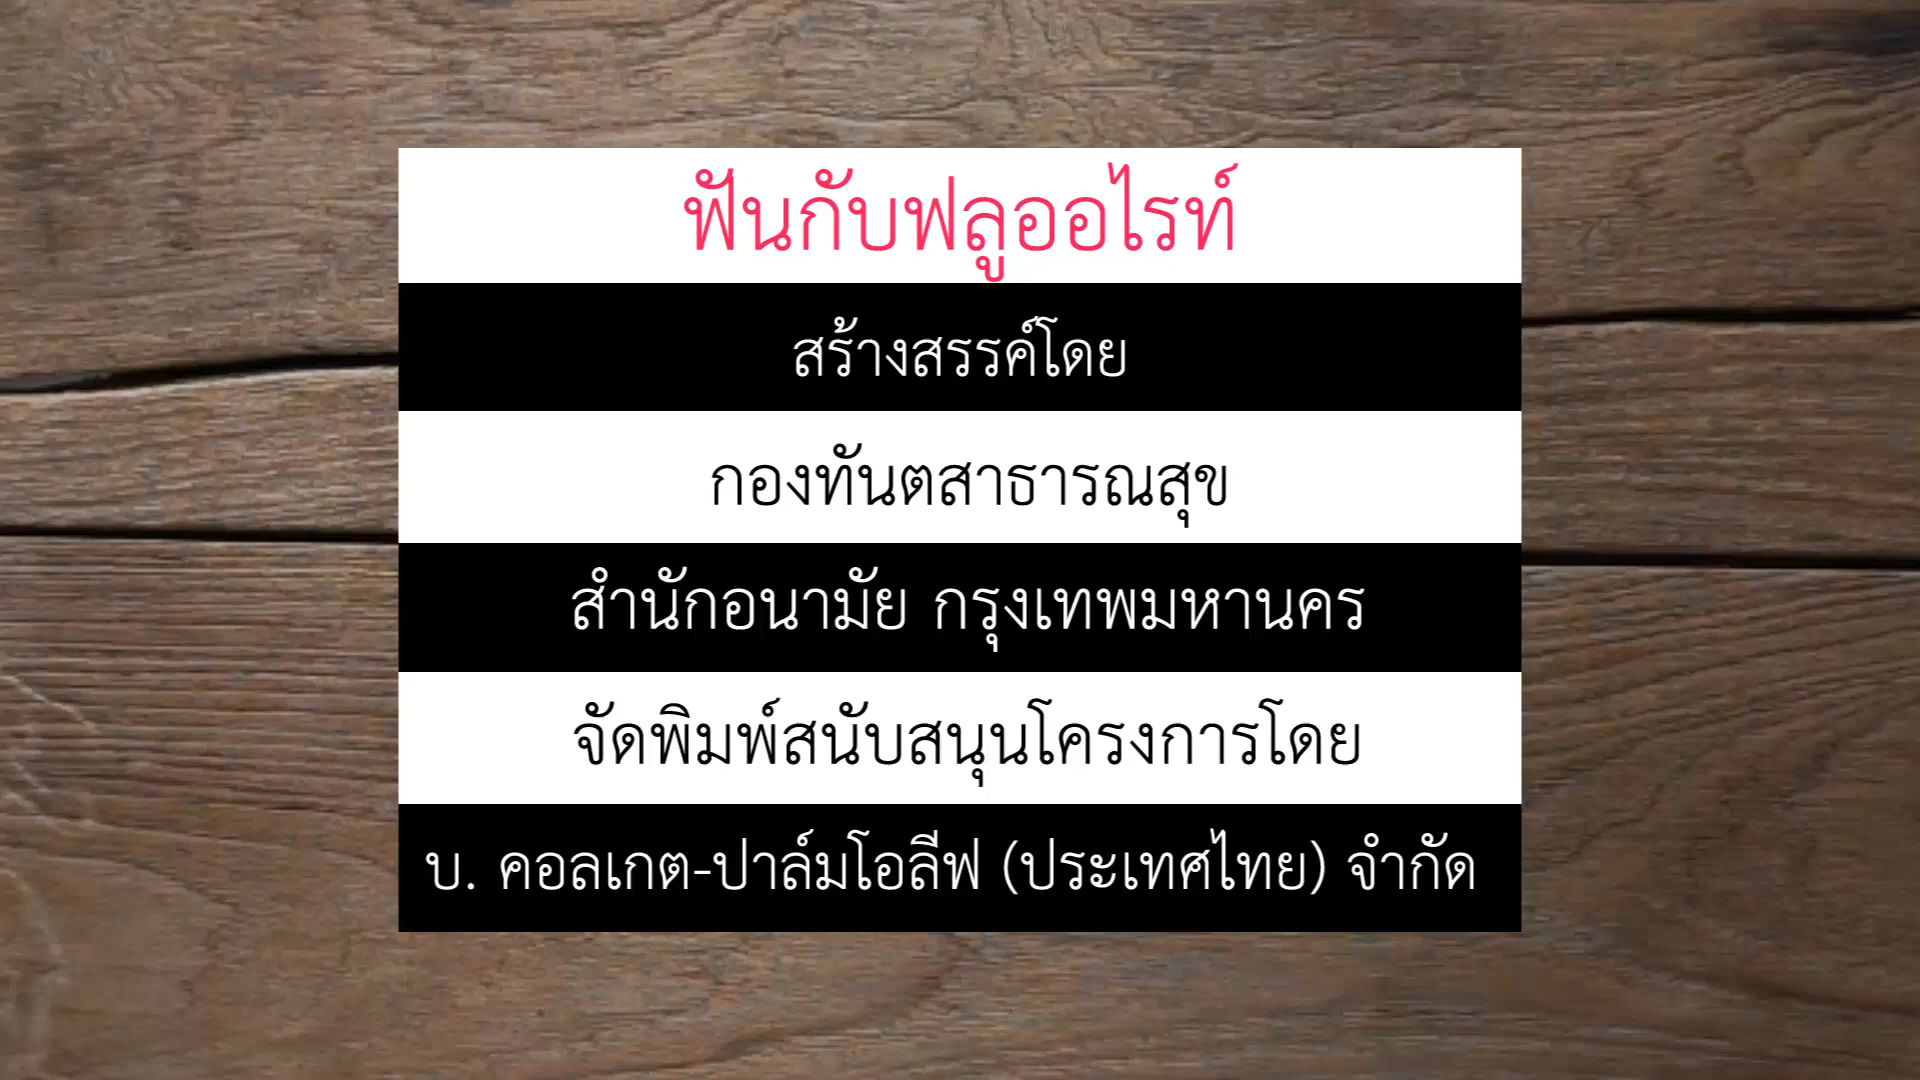 ฟันกับฟลูออไรท์
สร้างสรรค์โดย
กองทันตสาธารณสุข
สำนักอนามัย กรุงเทพมหานคร
จัดพิมพ์สนับสนุนโครงการโดย
บ. คอลเกต-ปาล์มโอลีฟ (ประเทศไทย) จำกัด